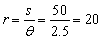 r = s/θ = 50/2.5 = 20